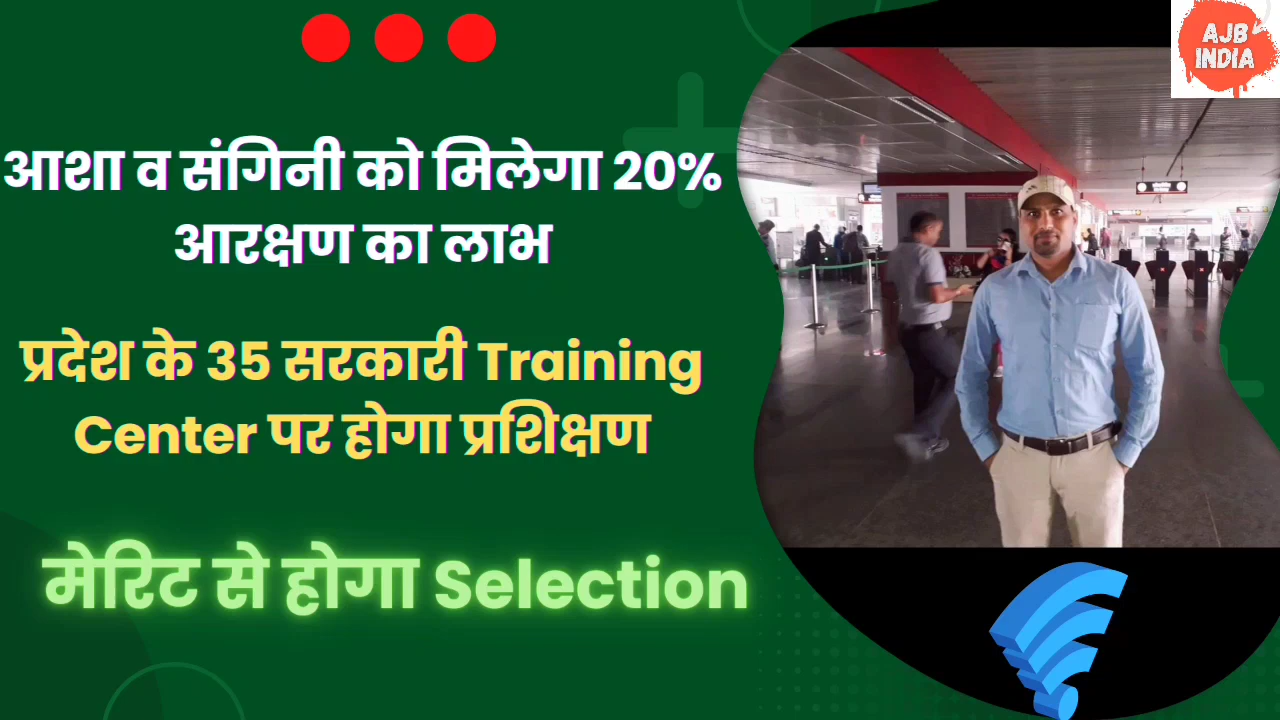 AJB
INDIA
आशा व संगिनी को मिलेगा 20%
आरक्षण का लाभ
प्रदेश के 35 सरकारी Training
Center पर होगा प्रशिक्षण
मेरिट से होगा Selection